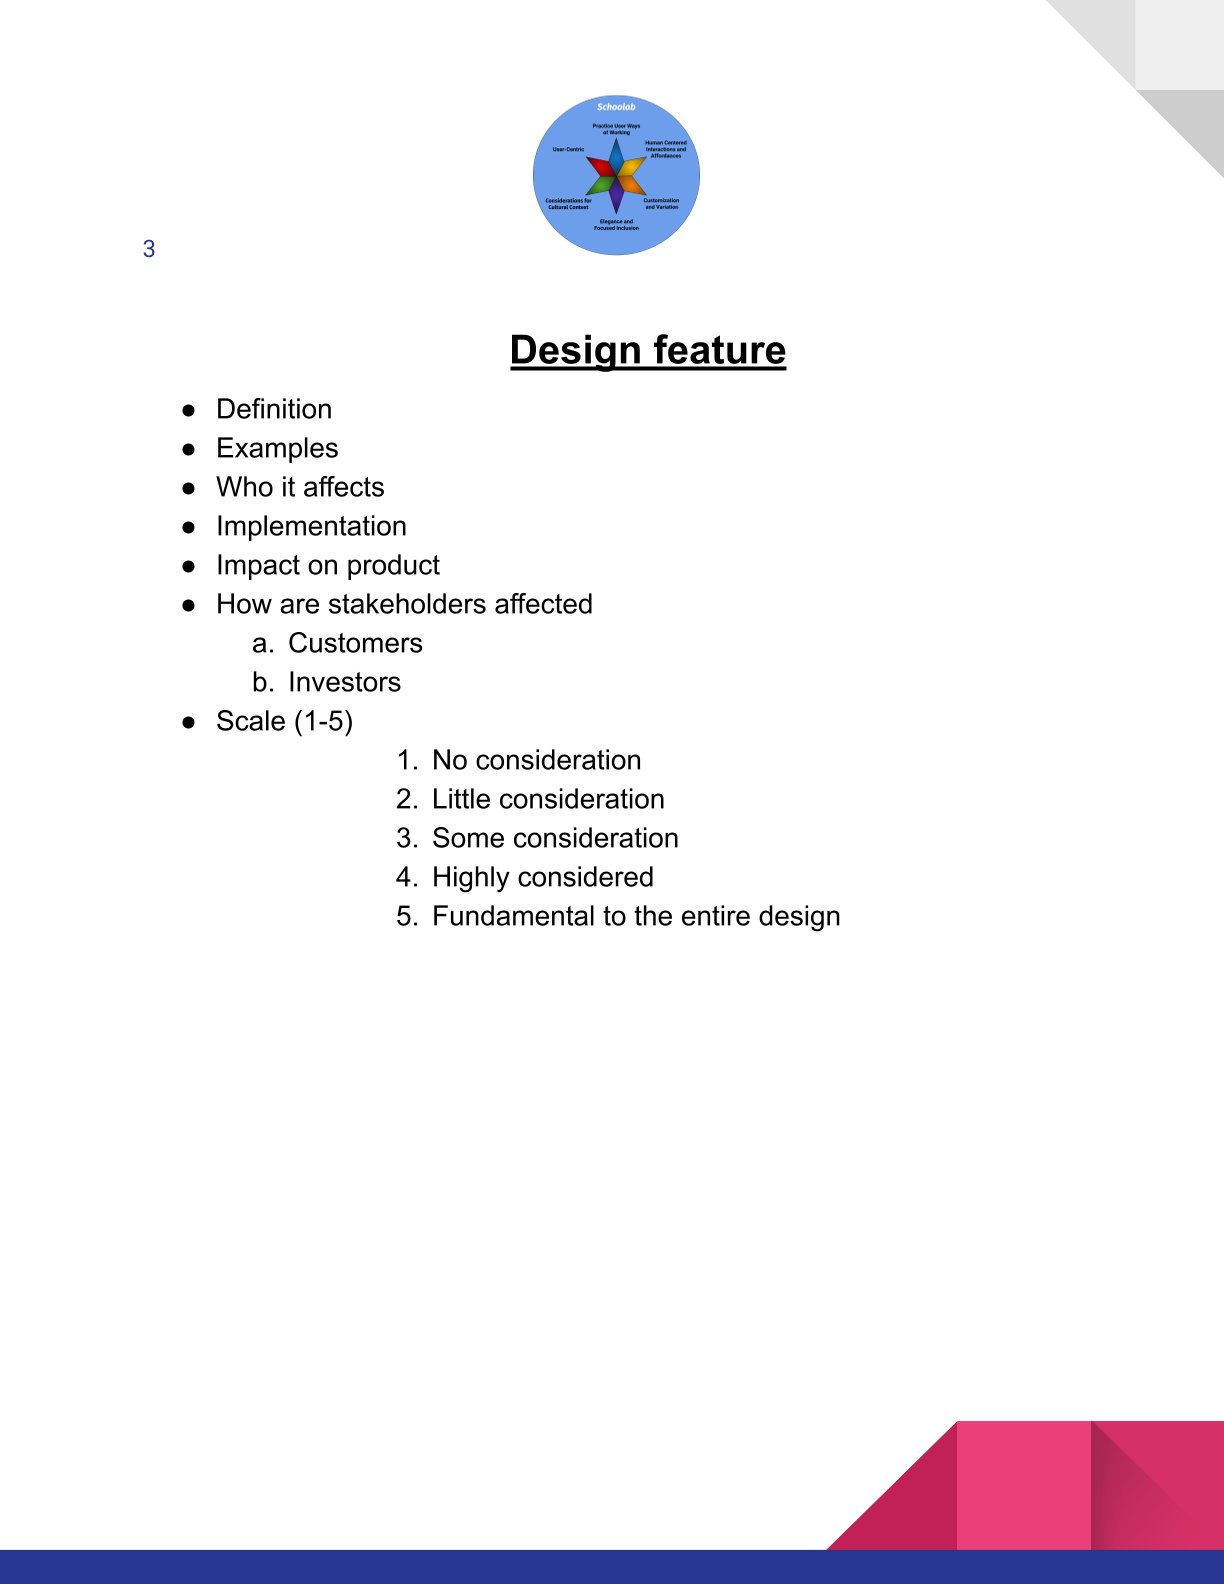 Schoolab
Practice User Ways
of Working
User-Centric
Human Centered
Interactions and
Affordances
Considerations for
Cultural Context
Customization
and Variation
Elegance and
Focused Inclusion
3
Design feature
● Definition
● Examples
● Who it affects
● Implementation
● Impact on product
● How are stakeholders affected
a. Customers
b. Investors
● Scale (1-5)
1. No consideration
2. Little consideration
3. Some consideration
4. Highly considered
5. Fundamental to the entire design